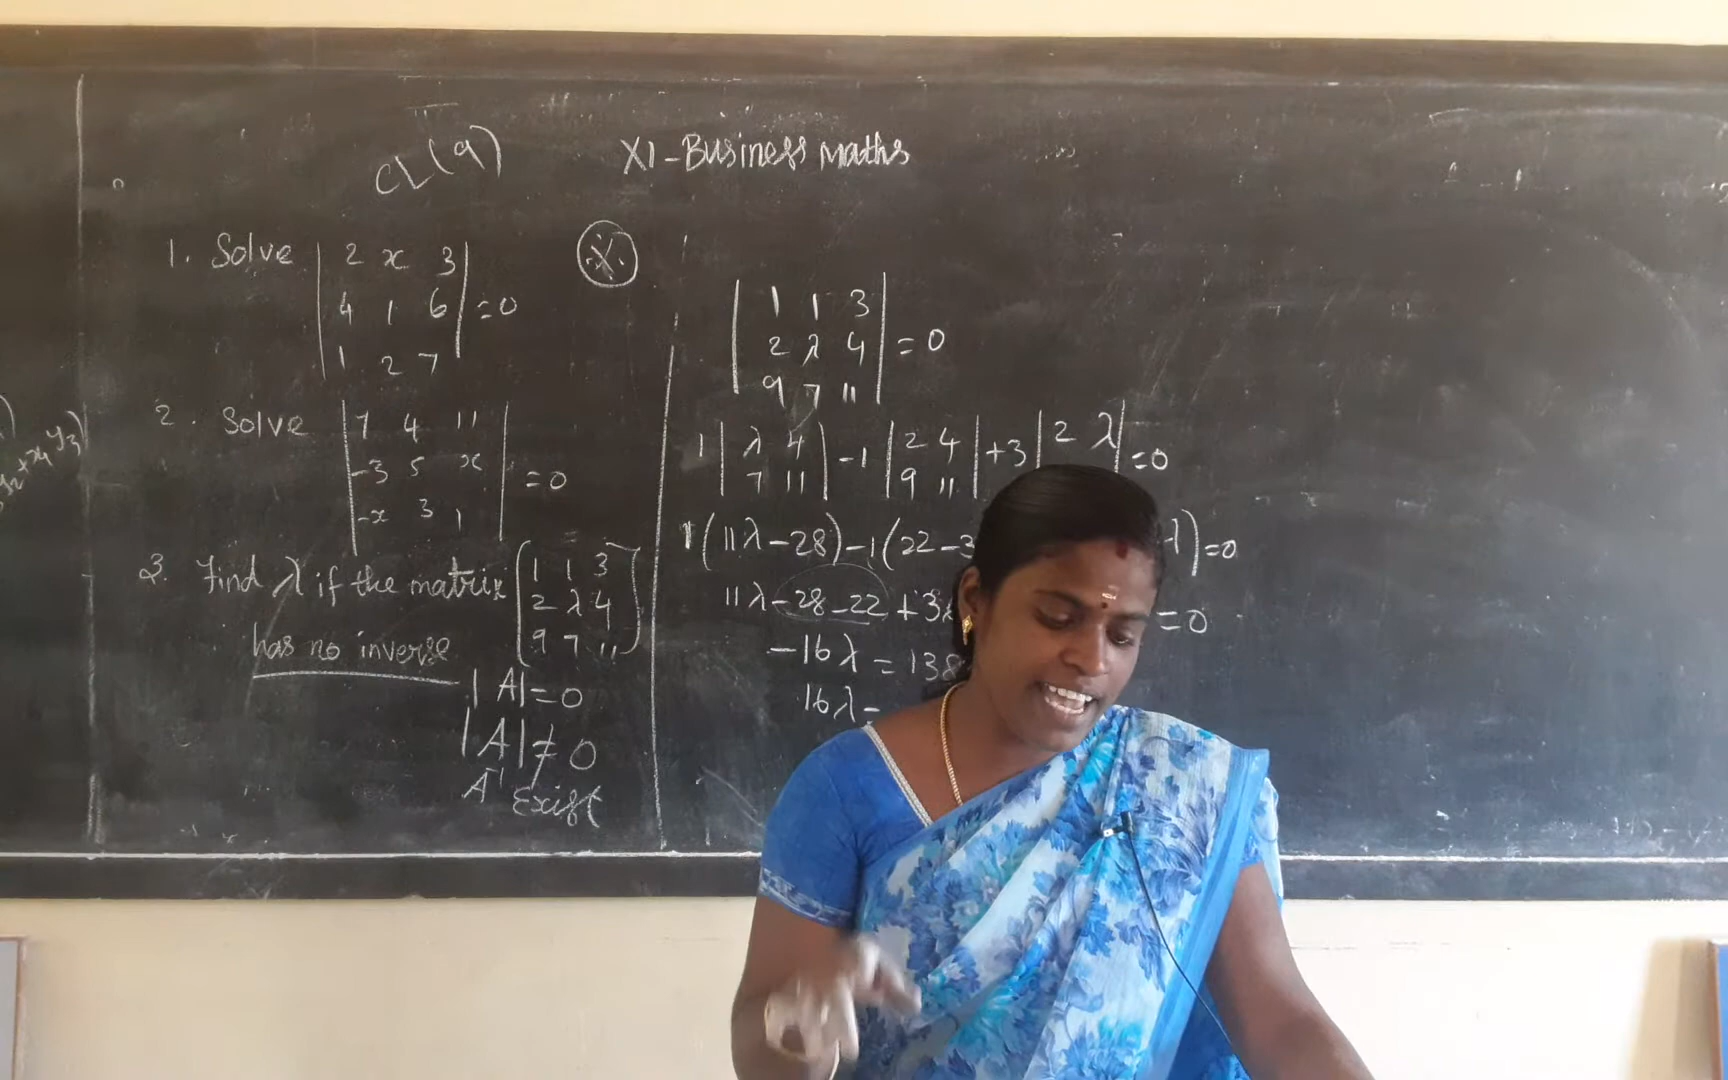 CL(9)
XI - Business Maths
1. Solve | 2 x 3 |
| 4 1 6 | = 0
| 1 2 7 |
2. Solve | 7 4 11 |
| -3 5 x | = 0
| -x 3 1 |
3. Find λ if the matrix [ 1 1 3
2 λ 4
has no inverse 9 7 11 ]
|A| = 0
|A| ≠ 0
A⁻¹ Exist
| 1 1 3 |
| 2 λ 4 | = 0
| 9 7 11 |
1 | λ 4 | - 1 | 2 4 | + 3 | 2 λ | = 0
| 7 11 | | 9 11 |
1(11λ - 28) - 1(22 - 3 λ) = 0
11λ - 28 - 22 + 3 = 0
-16λ = 138
16λ =